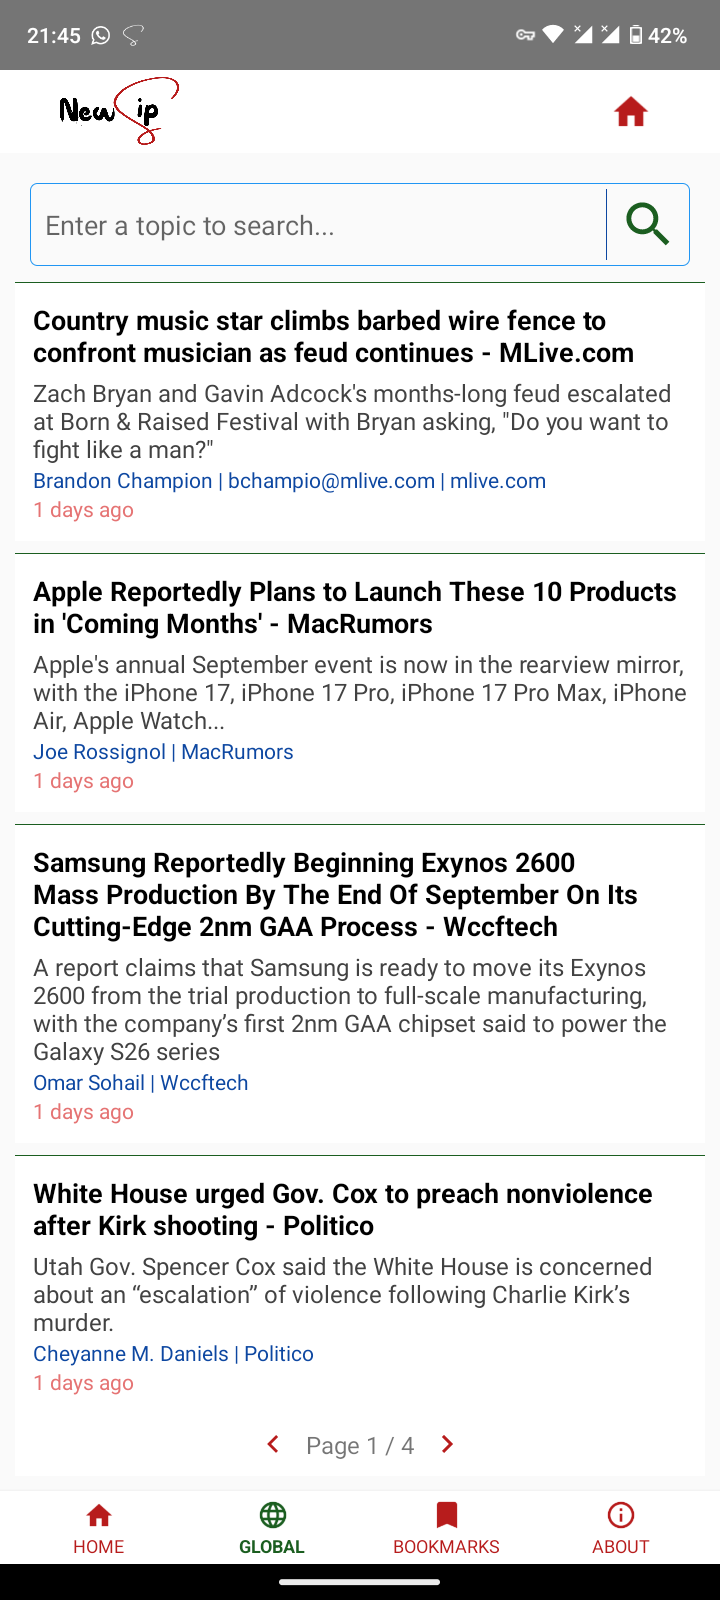 21:45
42%
NewSip
Enter a topic to search...
Country music star climbs barbed wire fence to
confront musician as feud continues - MLive.com
Zach Bryan and Gavin Adcock's months-long feud escalated
at Born & Raised Festival with Bryan asking, "Do you want to
fight like a man?"
Brandon Champion | bchampio@mlive.com | mlive.com
1 days ago
Apple Reportedly Plans to Launch These 10 Products
in 'Coming Months' - MacRumors
Apple's annual September event is now in the rearview mirror,
with the iPhone 17, iPhone 17 Pro, iPhone 17 Pro Max, iPhone
Air, Apple Watch...
Joe Rossignol | MacRumors
1 days ago
Samsung Reportedly Beginning Exynos 2600
Mass Production By The End Of September On Its
Cutting-Edge 2nm GAA Process - Wccftech
A report claims that Samsung is ready to move its Exynos
2600 from the trial production to full-scale manufacturing,
with the company’s first 2nm GAA chipset said to power the
Galaxy S26 series
Omar Sohail | Wccftech
1 days ago
White House urged Gov. Cox to preach nonviolence
after Kirk shooting - Politico
Utah Gov. Spencer Cox said the White House is concerned
about an “escalation” of violence following Charlie Kirk’s
murder.
Cheyanne M. Daniels | Politico
1 days ago
Page 1 / 4
HOME
GLOBAL
BOOKMARKS
ABOUT